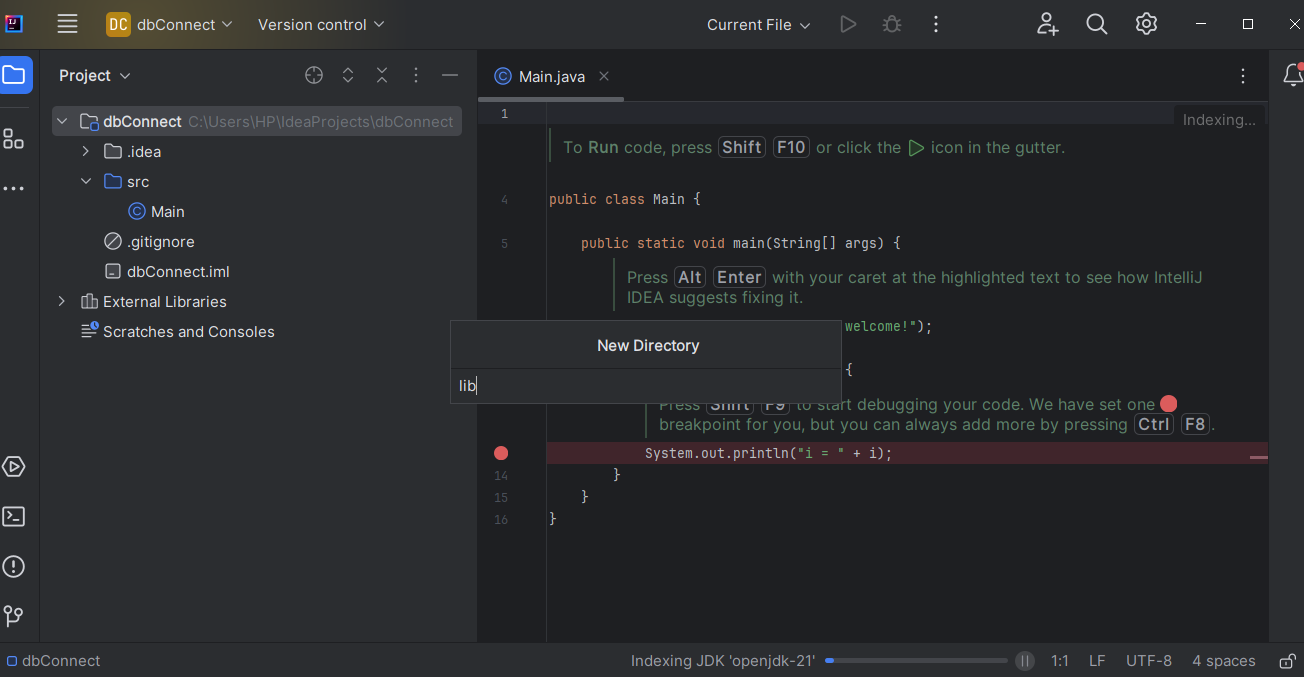 DC dbConnect Version control Current File
Project
Main.java
dbConnect C:\Users\HP\IdeaProjects\dbConnect
.idea
src
Main
.gitignore
dbConnect.iml
External Libraries
Scratches and Consoles
1
Indexing...
To Run code, press Shift F10 or click the icon in the gutter.
4 public class Main {
5 public static void main(String[] args) {
Press Alt Enter with your caret at the highlighted text to see how IntelliJ
IDEA suggests fixing it.
welcome!");
{
New Directory
lib
Press Shift F9 to start debugging your code. We have set one
breakpoint for you, but you can always add more by pressing Ctrl F8.
System.out.println("i = " + i);
14 }
15 }
16 }
dbConnect Indexing JDK 'openjdk-21' 1:1 LF UTF-8 4 spaces